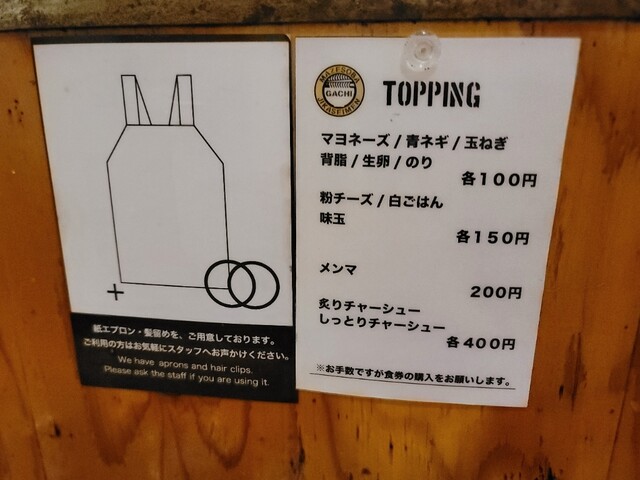 紙エプロン・髪留めを、ご用意しております。
ご利用の方はお気軽にスタッフへお声かけください。
We have aprons and hair clips.
Please ask the staff if you are using it.
MAZESOBA
GACHI
JIKASEIMEN
TOPPING
マヨネーズ / 青ネギ / 玉ねぎ
背脂 / 生卵 / のり
各100円
粉チーズ / 白ごはん
味玉
各150円
メンマ
200円
炙りチャーシュー
しっとりチャーシュー
各400円
※お手数ですが食券の購入をお願いします。